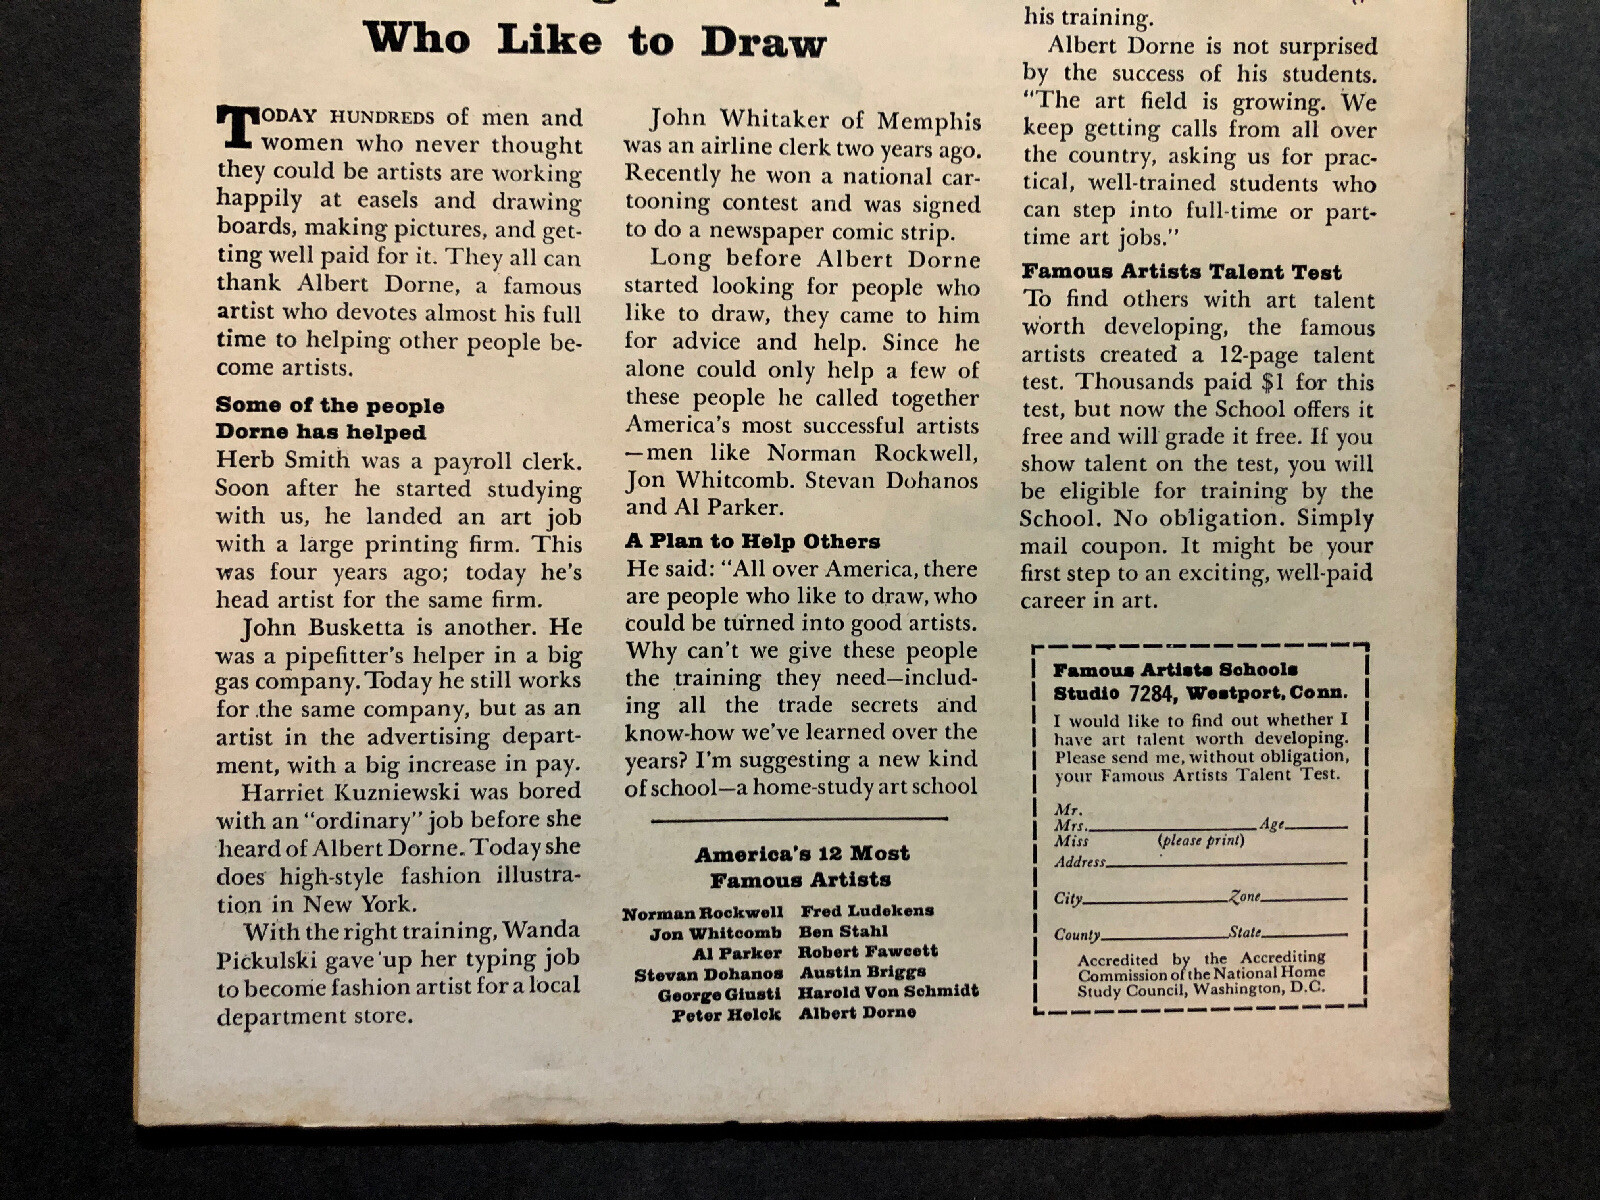 Who Like to Draw
TODAY HUNDREDS of men and
women who never thought
they could be artists are working
happily at easels and drawing
boards, making pictures, and get-
ting well paid for it. They all can
thank Albert Dorne, a famous
artist who devotes almost his full
time to helping other people be-
come artists.
Some of the people
Dorne has helped
Herb Smith was a payroll clerk.
Soon after he started studying
with us, he landed an art job
with a large printing firm. This
was four years ago; today he's
head artist for the same firm.
John Busketta is another. He
was a pipefitter's helper in a big
gas company. Today he still works
for the same company, but as an
artist in the advertising depart-
ment, with a big increase in pay.
Harriet Kuzniewski was bored
with an "ordinary" job before she
heard of Albert Dorne. Today she
does high-style fashion illustra-
tion in New York.
With the right training, Wanda
Pickulski gave up her typing job
to become fashion artist for a local
department store.
John Whitaker of Memphis
was an airline clerk two years ago.
Recently he won a national car-
tooning contest and was signed
to do a newspaper comic strip.
Long before Albert Dorne
started looking for people who
like to draw, they came to him
for advice and help. Since he
alone could only help a few of
these people he called together
America's most successful artists
—men like Norman Rockwell,
Jon Whitcomb. Stevan Dohanos
and Al Parker.
A Plan to Help Others
He said: "All over America, there
are people who like to draw, who
could be turned into good artists.
Why can't we give these people
the training they need—includ-
ing all the trade secrets and
know-how we've learned over the
years? I'm suggesting a new kind
of school—a home-study art school
America's 12 Most
Famous Artists
Norman Rockwell Fred Ludekens
Jon Whitcomb Ben Stahl
Al Parker Robert Fawcett
Stevan Dohanos Austin Briggs
George Giusti Harold Von Schmidt
Peter Helck Albert Dorne
his training.
Albert Dorne is not surprised
by the success of his students.
"The art field is growing. We
keep getting calls from all over
the country, asking us for prac-
tical, well-trained students who
can step into full-time or part-
time art jobs."
Famous Artists Talent Test
To find others with art talent
worth developing, the famous
artists created a 12-page talent
test. Thousands paid $1 for this
test, but now the School offers it
free and will grade it free. If you
show talent on the test, you will
be eligible for training by the
School. No obligation. Simply
mail coupon. It might be your
first step to an exciting, well-paid
career in art.
Famous Artists Schools
Studio 7284, Westport, Conn.
I would like to find out whether I
have art talent worth developing.
Please send me, without obligation,
your Famous Artists Talent Test.
Mr.
Mrs. Age
Miss (please print)
Address
City Zone
County State
Accredited by the Accrediting
Commission of the National Home
Study Council, Washington, D.C.